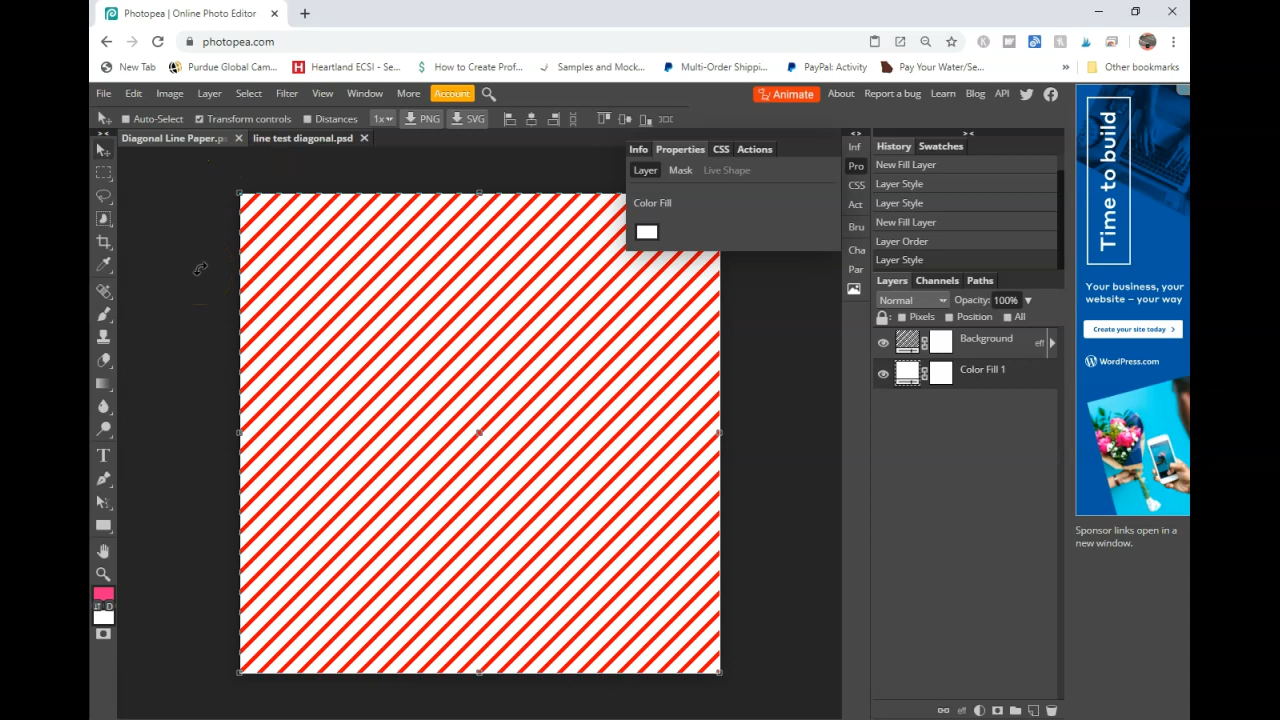 Photopea | Online Photo Editor
photopea.com
New Tab
Purdue Global Cam...
Heartland ECSI - Se...
How to Create Prof...
Samples and Mock...
Multi-Order Shippi...
PayPal: Activity
Pay Your Water/Se...
Other bookmarks
File Edit Image Layer Select Filter View Window More Account
Animate About Report a bug Learn Blog API
Auto-Select Transform controls Distances 1x PNG SVG
Diagonal Line Paper.ps line test diagonal.psd
Info Properties CSS Actions
Layer Mask Live Shape
Color Fill
Inf
Pro
CSS
Act
Bru
Cha
Par
History Swatches
New Fill Layer
Layer Style
Layer Style
New Fill Layer
Layer Order
Layer Style
Layers Channels Paths
Normal Opacity: 100%
Pixels Position All
Background eff
Color Fill 1
T
D
eff
Time to build
Your business, your
website – your way
Create your site today
WordPress.com
Sponsor links open in a
new window.